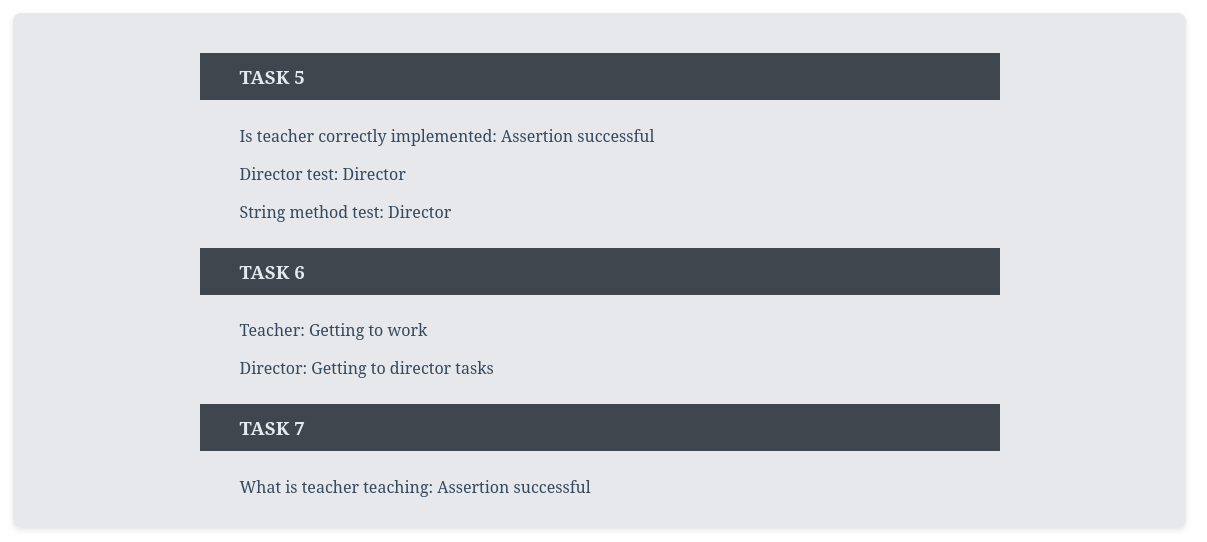 TASK 5
Is teacher correctly implemented: Assertion successful
Director test: Director
String method test: Director
TASK 6
Teacher: Getting to work
Director: Getting to director tasks
TASK 7
What is teacher teaching: Assertion successful